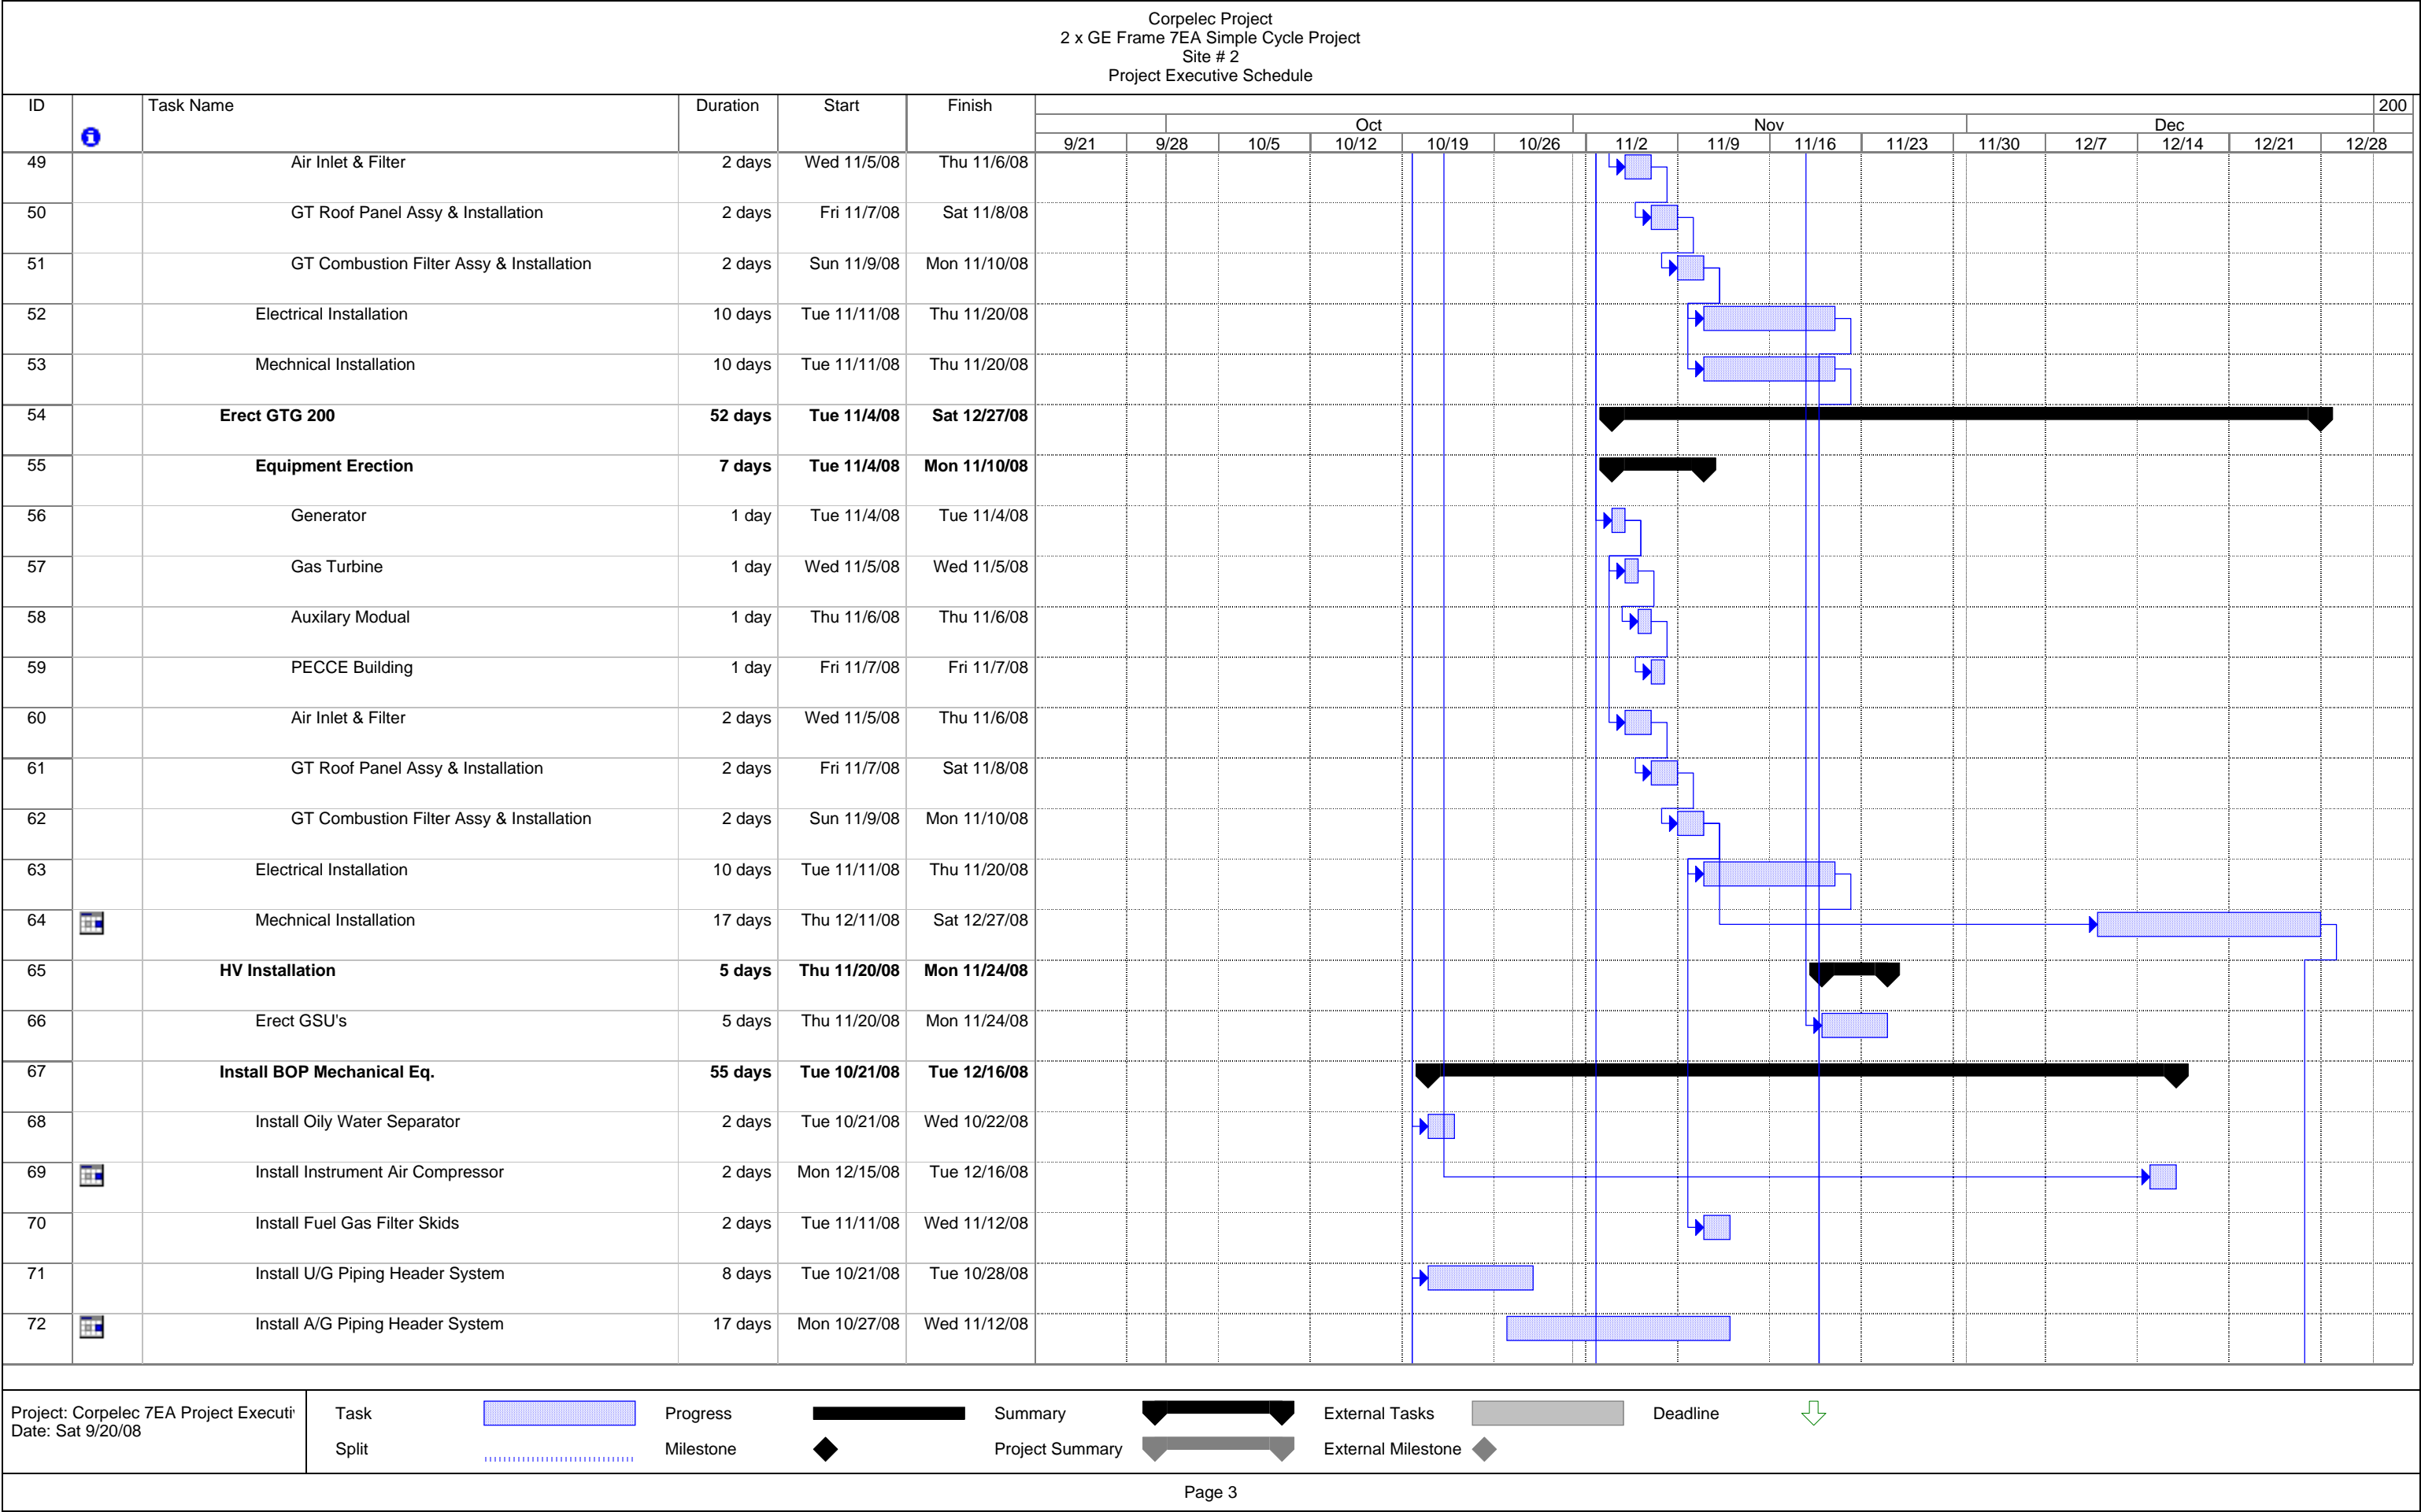 Corpelec Project
2 x GE Frame 7EA Simple Cycle Project
Site # 2
Project Executive Schedule
ID Task Name Duration Start Finish 200
Oct Nov Dec
9/21 9/28 10/5 10/12 10/19 10/26 11/2 11/9 11/16 11/23 11/30 12/7 12/14 12/21 12/28
49 Air Inlet & Filter 2 days Wed 11/5/08 Thu 11/6/08
50 GT Roof Panel Assy & Installation 2 days Fri 11/7/08 Sat 11/8/08
51 GT Combustion Filter Assy & Installation 2 days Sun 11/9/08 Mon 11/10/08
52 Electrical Installation 10 days Tue 11/11/08 Thu 11/20/08
53 Mechnical Installation 10 days Tue 11/11/08 Thu 11/20/08
54 Erect GTG 200 52 days Tue 11/4/08 Sat 12/27/08
55 Equipment Erection 7 days Tue 11/4/08 Mon 11/10/08
56 Generator 1 day Tue 11/4/08 Tue 11/4/08
57 Gas Turbine 1 day Wed 11/5/08 Wed 11/5/08
58 Auxilary Modual 1 day Thu 11/6/08 Thu 11/6/08
59 PECCE Building 1 day Fri 11/7/08 Fri 11/7/08
60 Air Inlet & Filter 2 days Wed 11/5/08 Thu 11/6/08
61 GT Roof Panel Assy & Installation 2 days Fri 11/7/08 Sat 11/8/08
62 GT Combustion Filter Assy & Installation 2 days Sun 11/9/08 Mon 11/10/08
63 Electrical Installation 10 days Tue 11/11/08 Thu 11/20/08
64 Mechnical Installation 17 days Thu 12/11/08 Sat 12/27/08
65 HV Installation 5 days Thu 11/20/08 Mon 11/24/08
66 Erect GSU's 5 days Thu 11/20/08 Mon 11/24/08
67 Install BOP Mechanical Eq. 55 days Tue 10/21/08 Tue 12/16/08
68 Install Oily Water Separator 2 days Tue 10/21/08 Wed 10/22/08
69 Install Instrument Air Compressor 2 days Mon 12/15/08 Tue 12/16/08
70 Install Fuel Gas Filter Skids 2 days Tue 11/11/08 Wed 11/12/08
71 Install U/G Piping Header System 8 days Tue 10/21/08 Tue 10/28/08
72 Install A/G Piping Header System 17 days Mon 10/27/08 Wed 11/12/08
Project: Corpelec 7EA Project Executi
Date: Sat 9/20/08
Task Progress Summary External Tasks Deadline
Split Milestone Project Summary External Milestone
Page 3